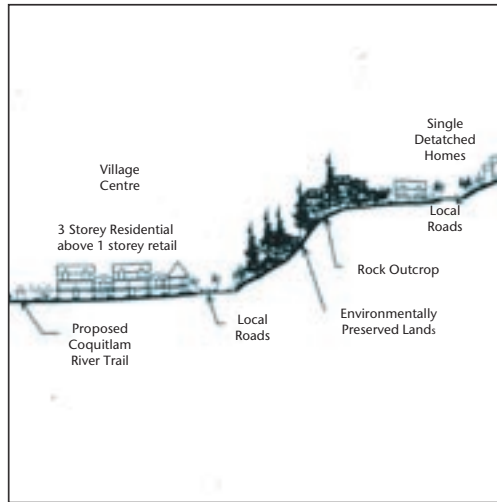 Single
Detatched
Homes
Village
Centre
Local
Roads
3 Storey Residential
above 1 storey retail
Rock Outcrop
Environmentally
Preserved Lands
Local
Roads
Proposed
Coquitlam
River Trail